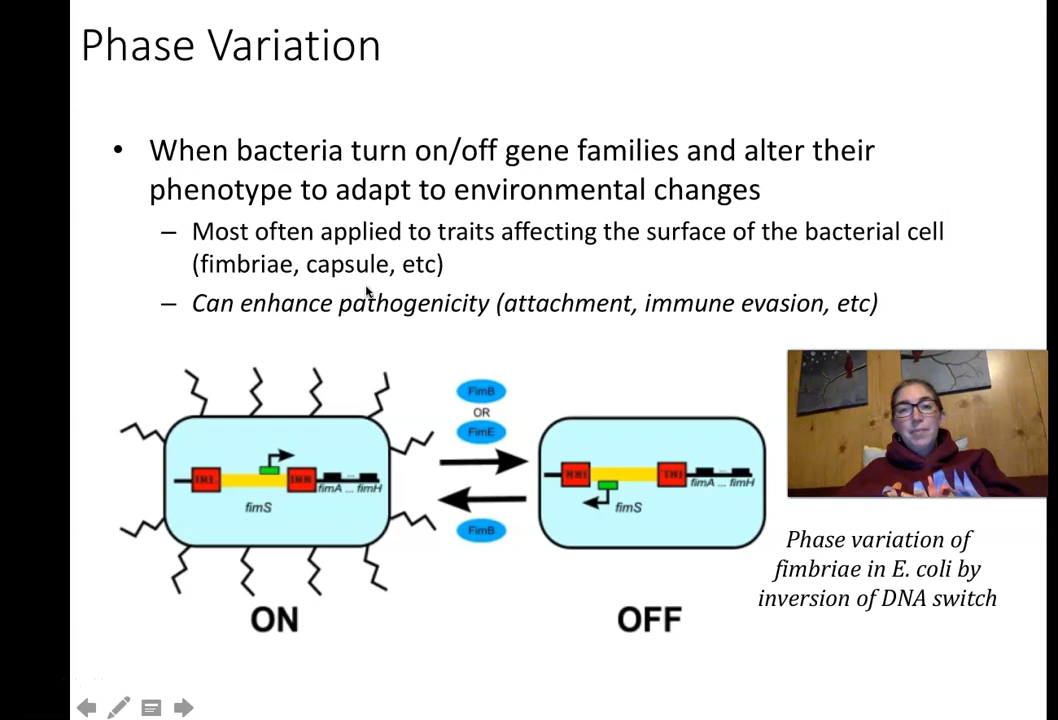 Phase Variation
• When bacteria turn on/off gene families and alter their
phenotype to adapt to environmental changes
– Most often applied to traits affecting the surface of the bacterial cell
(fimbriae, capsule, etc)
– Can enhance pathogenicity (attachment, immune evasion, etc)
FimB
OR
FimE
FimB
fimA ... fimH
fimS
fimA ... fimH
fimS
Phase variation of
fimbriae in E. coli by
inversion of DNA switch
ON
OFF